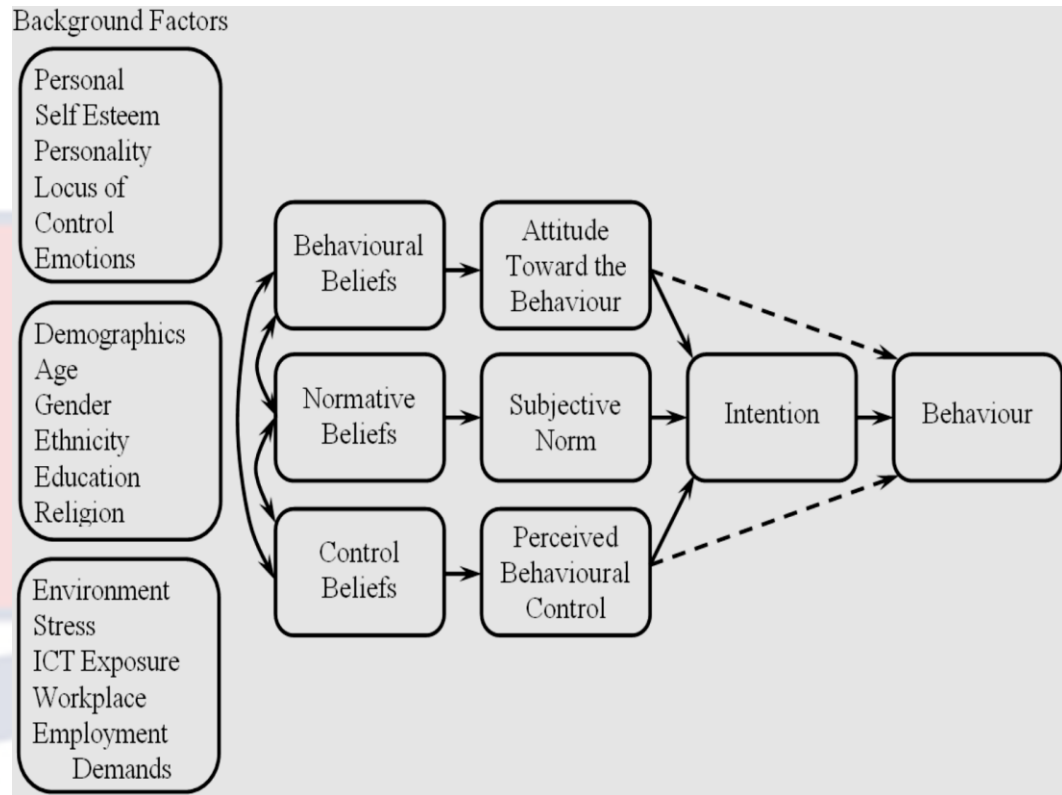 Background Factors
Personal
Self Esteem
Personality
Locus of
Control
Emotions
Demographics
Age
Gender
Ethnicity
Education
Religion
Environment
Stress
ICT Exposure
Workplace
Employment
Demands
Behavioural
Beliefs
Normative
Beliefs
Control
Beliefs
Attitude
Toward the
Behaviour
Subjective
Norm
Perceived
Behavioural
Control
Intention
Behaviour